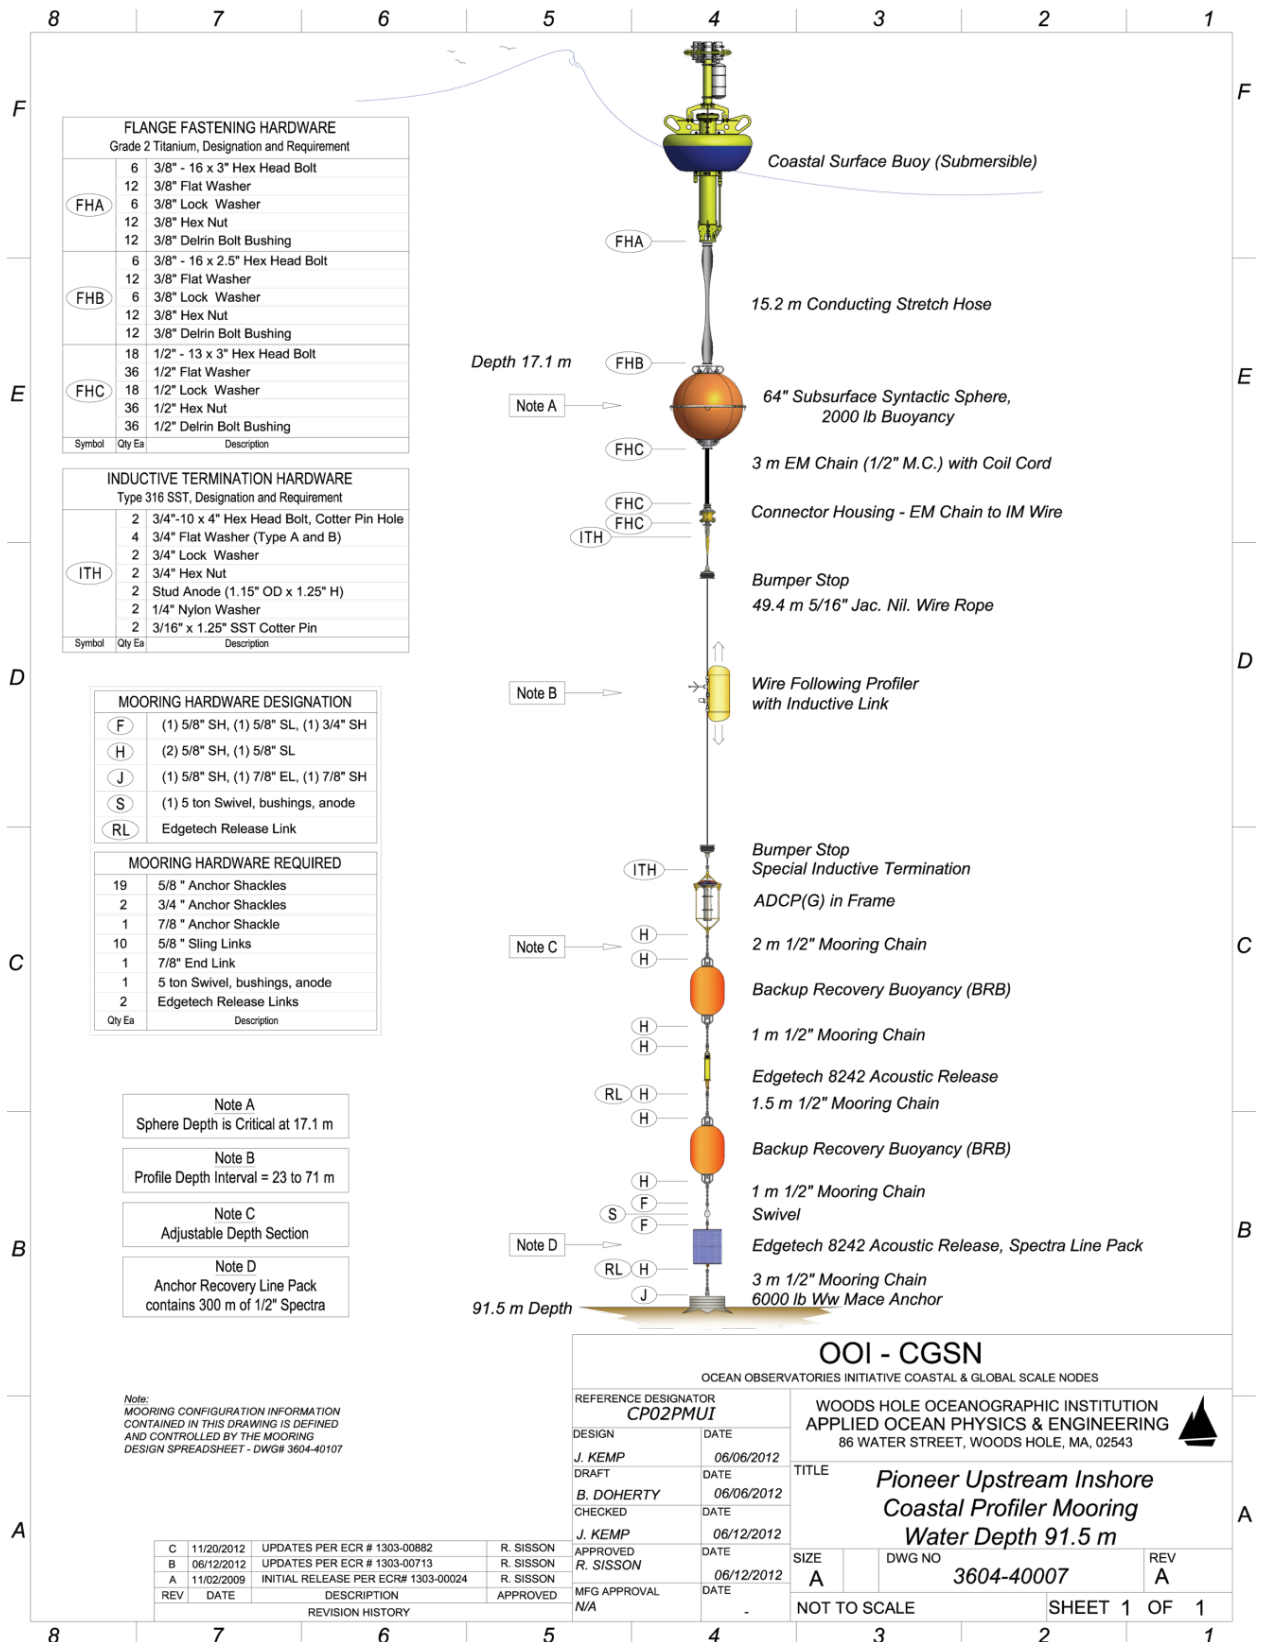 8 7 6 5 4 3 2 1
F
F
FLANGE FASTENING HARDWARE
Grade 2 Titanium, Designation and Requirement
FHA
6 3/8" - 16 x 3" Hex Head Bolt
12 3/8" Flat Washer
6 3/8" Lock Washer
12 3/8" Hex Nut
12 3/8" Delrin Bolt Bushing
FHB
6 3/8" - 16 x 2.5" Hex Head Bolt
12 3/8" Flat Washer
6 3/8" Lock Washer
12 3/8" Hex Nut
12 3/8" Delrin Bolt Bushing
FHC
18 1/2" - 13 x 3" Hex Head Bolt
36 1/2" Flat Washer
18 1/2" Lock Washer
36 1/2" Hex Nut
36 1/2" Delrin Bolt Bushing
Symbol Qty Ea Description
INDUCTIVE TERMINATION HARDWARE
Type 316 SST, Designation and Requirement
ITH
2 3/4"-10 x 4" Hex Head Bolt, Cotter Pin Hole
4 3/4" Flat Washer (Type A and B)
2 3/4" Lock Washer
2 3/4" Hex Nut
2 Stud Anode (1.15" OD x 1.25" H)
2 1/4" Nylon Washer
2 3/16" x 1.25" SST Cotter Pin
Symbol Qty Ea Description
MOORING HARDWARE DESIGNATION
F (1) 5/8" SH, (1) 5/8" SL, (1) 3/4" SH
H (2) 5/8" SH, (1) 5/8" SL
J (1) 5/8" SH, (1) 7/8" EL, (1) 7/8" SH
S (1) 5 ton Swivel, bushings, anode
RL Edgetech Release Link
MOORING HARDWARE REQUIRED
19 5/8 " Anchor Shackles
2 3/4 " Anchor Shackles
1 7/8 " Anchor Shackle
10 5/8 " Sling Links
1 7/8" End Link
1 5 ton Swivel, bushings, anode
2 Edgetech Release Links
Qty Ea Description
Note A
Sphere Depth is Critical at 17.1 m
Note B
Profile Depth Interval = 23 to 71 m
Note C
Adjustable Depth Section
Note D
Anchor Recovery Line Pack
contains 300 m of 1/2" Spectra
Note:
MOORING CONFIGURATION INFORMATION
CONTAINED IN THIS DRAWING IS DEFINED
AND CONTROLLED BY THE MOORING
DESIGN SPREADSHEET - DWG# 3604-40107
Coastal Surface Buoy (Submersible)
FHA
15.2 m Conducting Stretch Hose
Depth 17.1 m
FHB
E
E
Note A
64" Subsurface Syntactic Sphere,
2000 lb Buoyancy
FHC
3 m EM Chain (1/2" M.C.) with Coil Cord
FHC
Connector Housing - EM Chain to IM Wire
FHC
ITH
Bumper Stop
49.4 m 5/16" Jac. Nil. Wire Rope
D
D
Note B
Wire Following Profiler
with Inductive Link
Bumper Stop
ITH
Special Inductive Termination
ADCP(G) in Frame
H
Note C
2 m 1/2" Mooring Chain
H
C
C
Backup Recovery Buoyancy (BRB)
H
1 m 1/2" Mooring Chain
H
Edgetech 8242 Acoustic Release
RL H
1.5 m 1/2" Mooring Chain
H
Backup Recovery Buoyancy (BRB)
H
1 m 1/2" Mooring Chain
F
S
Swivel
F
B
B
Note D
Edgetech 8242 Acoustic Release, Spectra Line Pack
RL H
3 m 1/2" Mooring Chain
J
6000 lb Ww Mace Anchor
91.5 m Depth
OOI - CGSN
OCEAN OBSERVATORIES INITIATIVE COASTAL & GLOBAL SCALE NODES
REFERENCE DESIGNATOR
CP02PMUI
DESIGN DATE
J. KEMP 06/06/2012
DRAFT DATE
B. DOHERTY 06/06/2012
CHECKED DATE
J. KEMP 06/12/2012
APPROVED DATE
R. SISSON 06/12/2012
MFG APPROVAL DATE
N/A -
WOODS HOLE OCEANOGRAPHIC INSTITUTION
APPLIED OCEAN PHYSICS & ENGINEERING
86 WATER STREET, WOODS HOLE, MA, 02543
TITLE
Pioneer Upstream Inshore
Coastal Profiler Mooring
Water Depth 91.5 m
SIZE DWG NO REV
A 3604-40007 A
NOT TO SCALE SHEET 1 OF 1
A
A
C 11/20/2012 UPDATES PER ECR # 1303-00882 R. SISSON
B 06/12/2012 UPDATES PER ECR # 1303-00713 R. SISSON
A 11/02/2009 INITIAL RELEASE PER ECR# 1303-00024 R. SISSON
REV DATE DESCRIPTION APPROVED
REVISION HISTORY
8 7 6 5 4 3 2 1